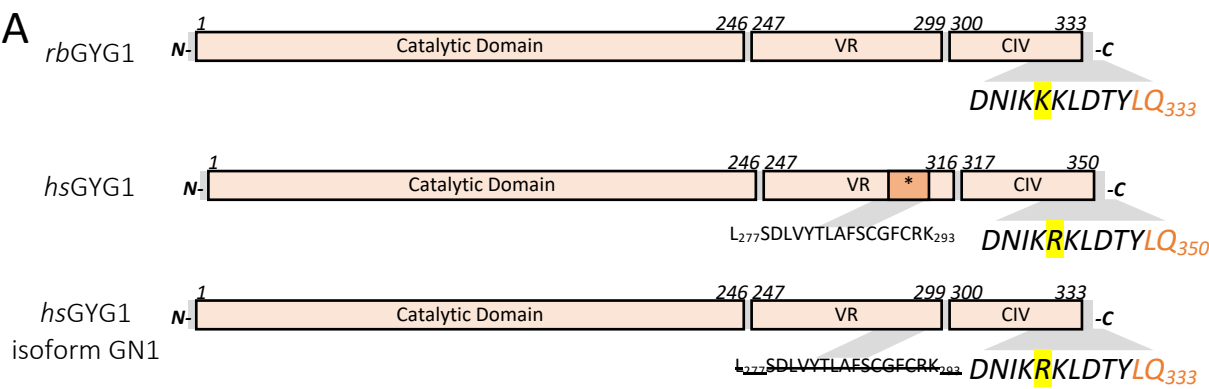 A
rbGYG1
1 246 247 299 300 333
N- Catalytic Domain VR CIV -C
DNIKKKLDTYLQ333
hsGYG1
1 246 247 316 317 350
N- Catalytic Domain VR * CIV -C
L277SDLVYTLAFSCGFCRK293 DNIKRKLDTYLQ350
hsGYG1
isoform GN1
1 246 247 299 300 333
N- Catalytic Domain VR CIV -C
L277SDLVYTLAFSCGFCRK293 DNIKRKLDTYLQ333